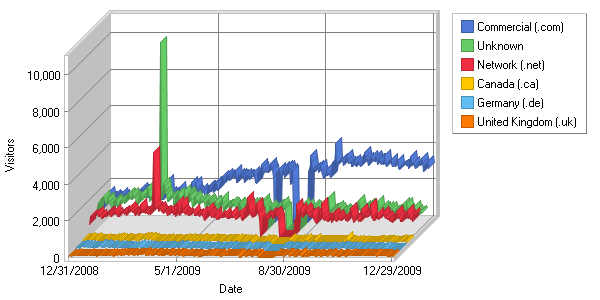 Commercial (.com)
Unknown
Network (.net)
Canada (.ca)
Germany (.de)
United Kingdom (.uk)
Visitors
10,000
8,000
6,000
4,000
2,000
0
12/31/2008
5/1/2009
8/30/2009
12/29/2009
Date